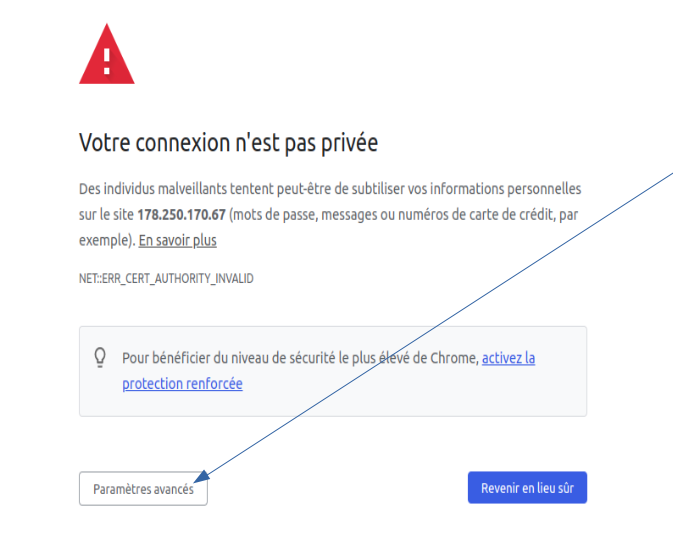 Votre connexion n'est pas privée
Des individus malveillants tentent peut-être de subtiliser vos informations personnelles
sur le site 178.250.170.67 (mots de passe, messages ou numéros de carte de crédit, par
exemple). En savoir plus
NET::ERR_CERT_AUTHORITY_INVALID
Pour bénéficier du niveau de sécurité le plus élevé de Chrome, activez la
protection renforcée
Paramètres avancés
Revenir en lieu sûr